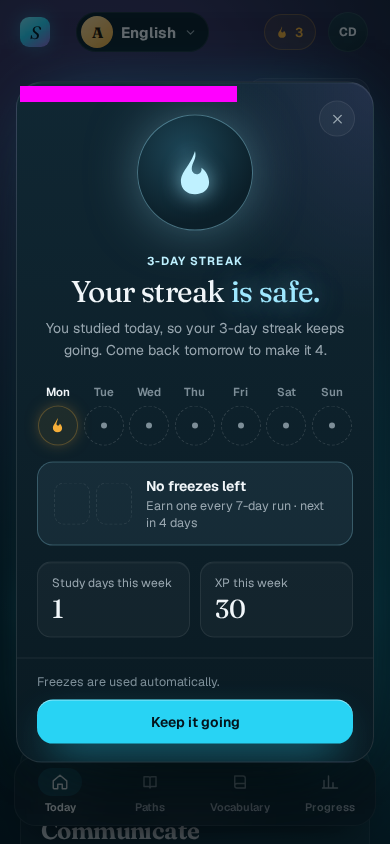 S
A English
3
CD
3-DAY STREAK
Your streak is safe.
You studied today, so your 3-day streak keeps
going. Come back tomorrow to make it 4.
Mon Tue Wed Thu Fri Sat Sun
No freezes left
Earn one every 7-day run · next
in 4 days
Study days this week
1
XP this week
30
Freezes are used automatically.
Keep it going
Today Paths Vocabulary Progress
Communicate